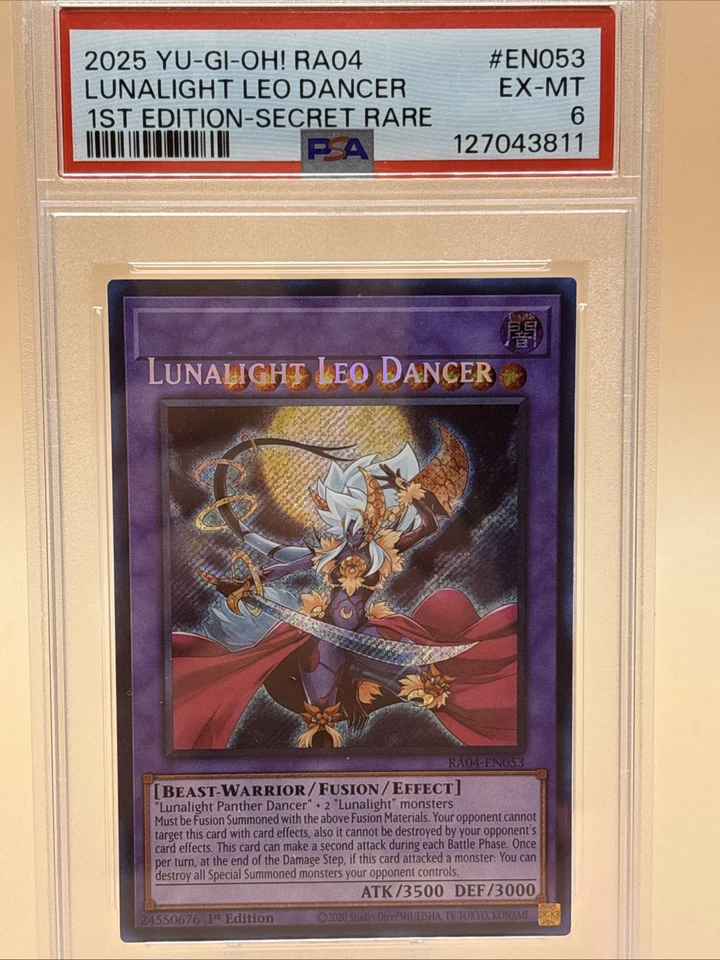 2025 YU-GI-OH! RA04 #EN053
LUNALIGHT LEO DANCER EX-MT
1ST EDITION-SECRET RARE 6
PSA 127043811
闇
LUNALIGHT LEO DANCER
RA04-EN053
[BEAST-WARRIOR/FUSION/EFFECT]
"Lunalight Panther Dancer" + 2 "Lunalight" monsters
Must be Fusion Summoned with the above Fusion Materials. Your opponent cannot
target this card with card effects, also it cannot be destroyed by your opponent's
card effects. This card can make a second attack during each Battle Phase. Once
per turn, at the end of the Damage Step, if this card attacked a monster: You can
destroy all Special Summoned monsters your opponent controls.
ATK/3500 DEF/3000
24550676 1st Edition ©2020 Studio Dice/SHUEISHA, TV TOKYO, KONAMI